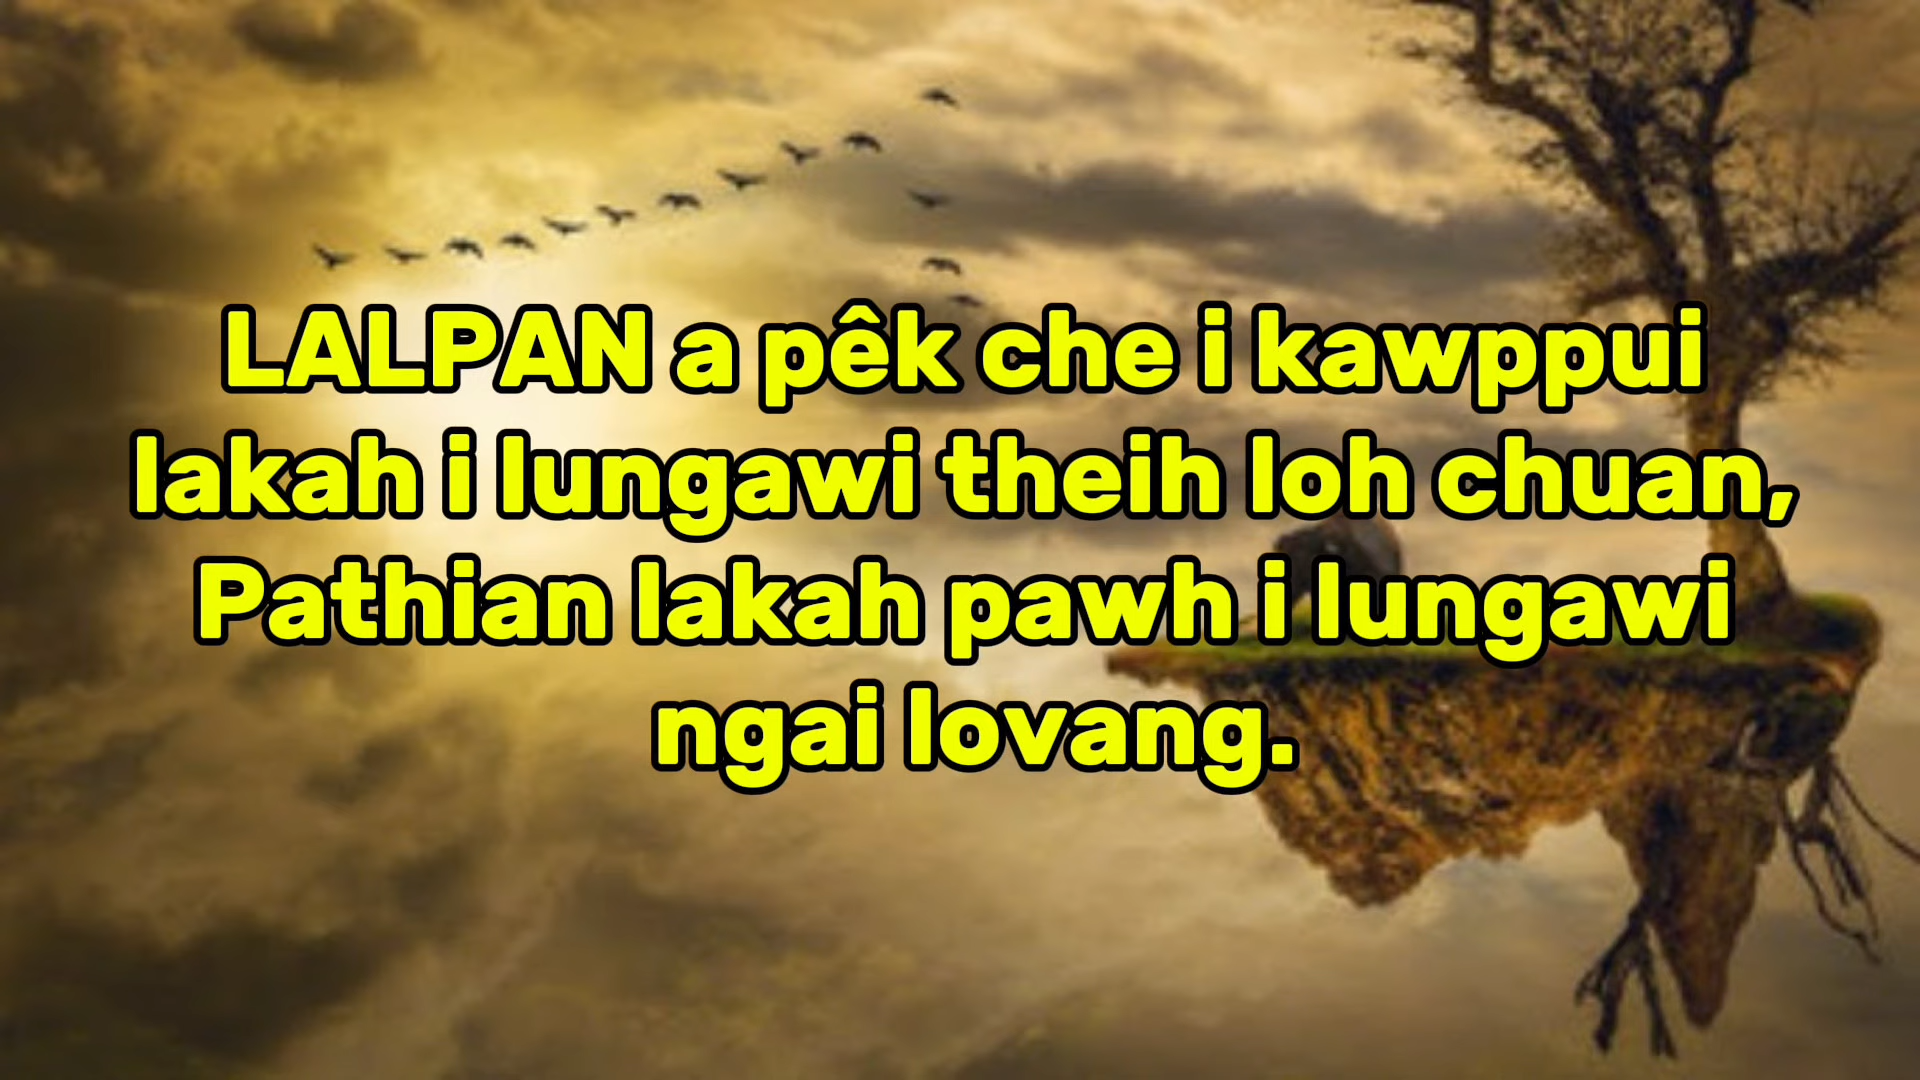 LALPAN a pêk che i kawppui
lakah i lungawi theih loh chuan,
Pathian lakah pawh i lungawi
ngai lovang.